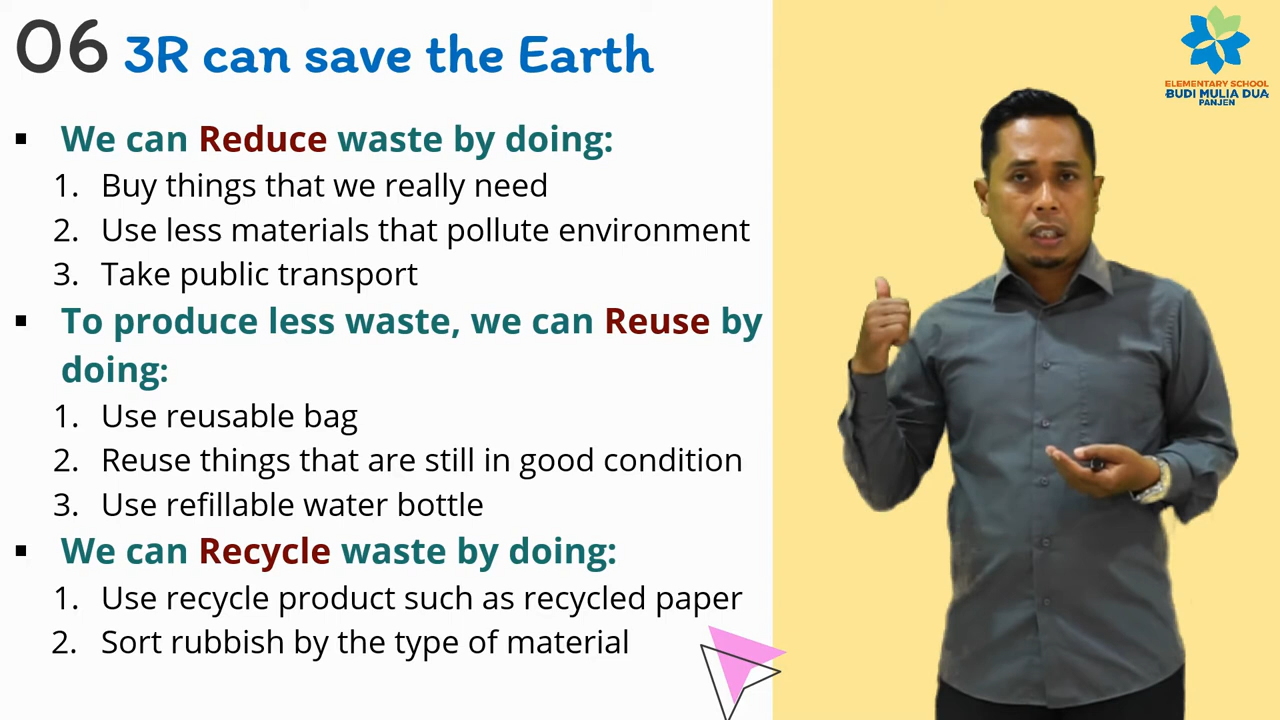 06 3R can save the Earth
▪ We can Reduce waste by doing:
1. Buy things that we really need
2. Use less materials that pollute environment
3. Take public transport
▪ To produce less waste, we can Reuse by
doing:
1. Use reusable bag
2. Reuse things that are still in good condition
3. Use refillable water bottle
▪ We can Recycle waste by doing:
1. Use recycle product such as recycled paper
2. Sort rubbish by the type of material
ELEMENTARY SCHOOL
BUDI MULIA DUA
PANJEN